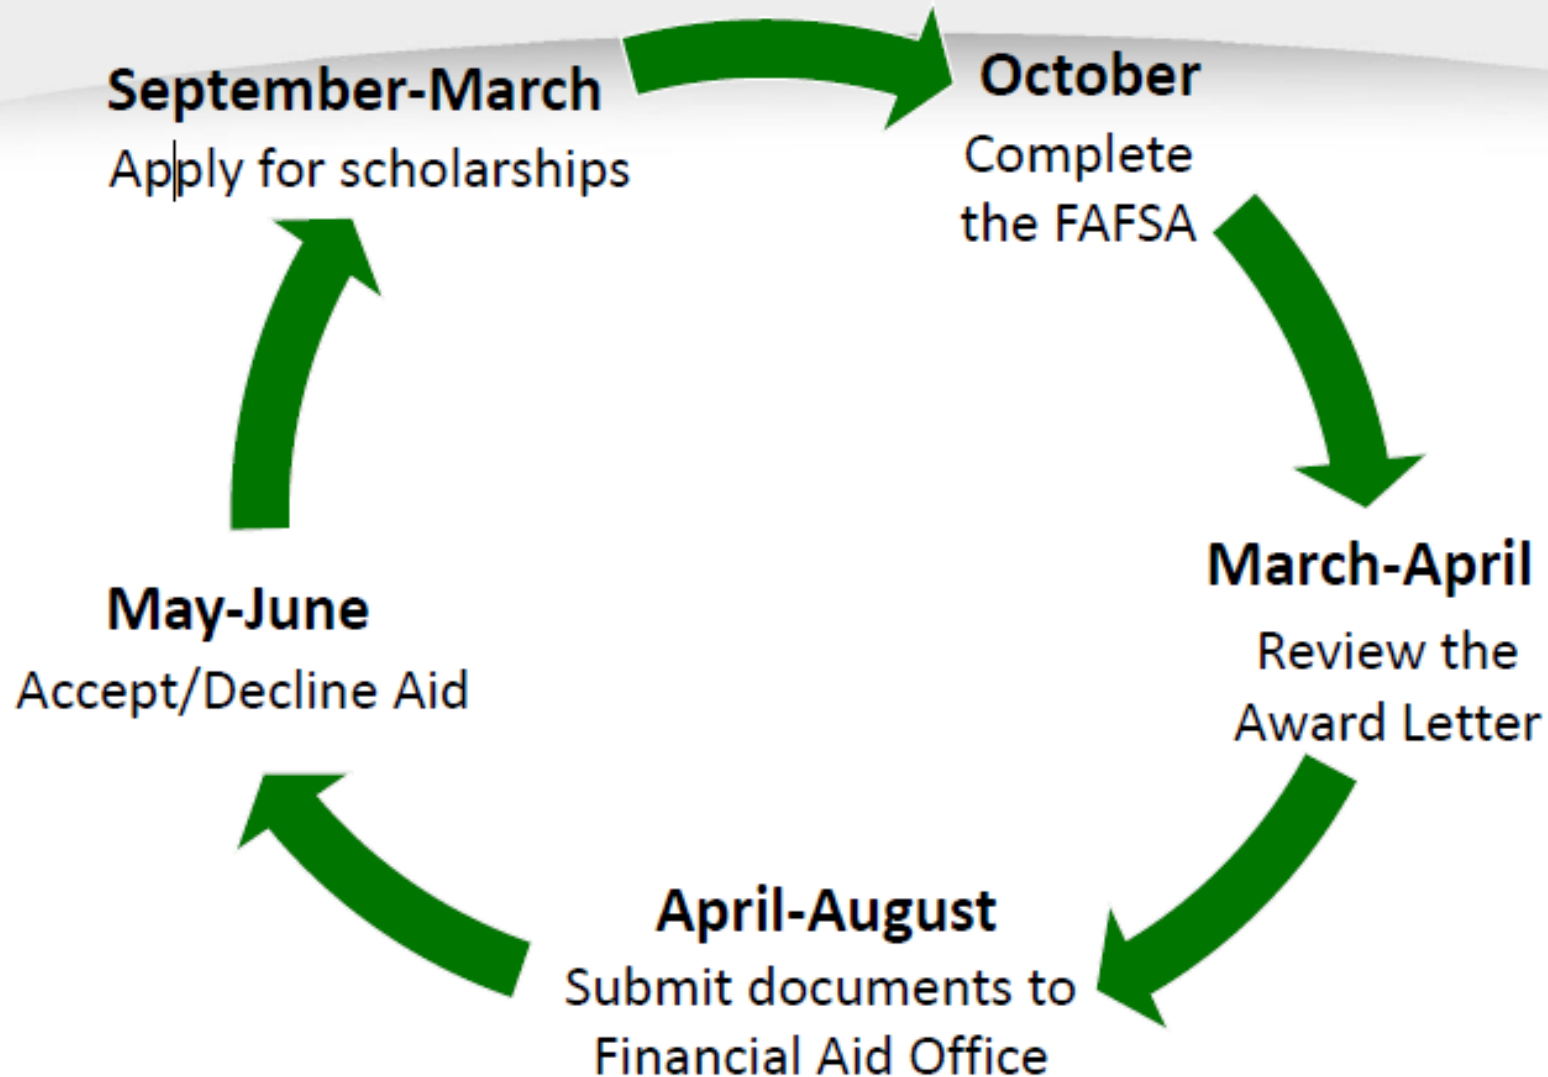 September-March
Apply for scholarships
October
Complete
the FAFSA
March-April
Review the
Award Letter
April-August
Submit documents to
Financial Aid Office
May-June
Accept/Decline Aid